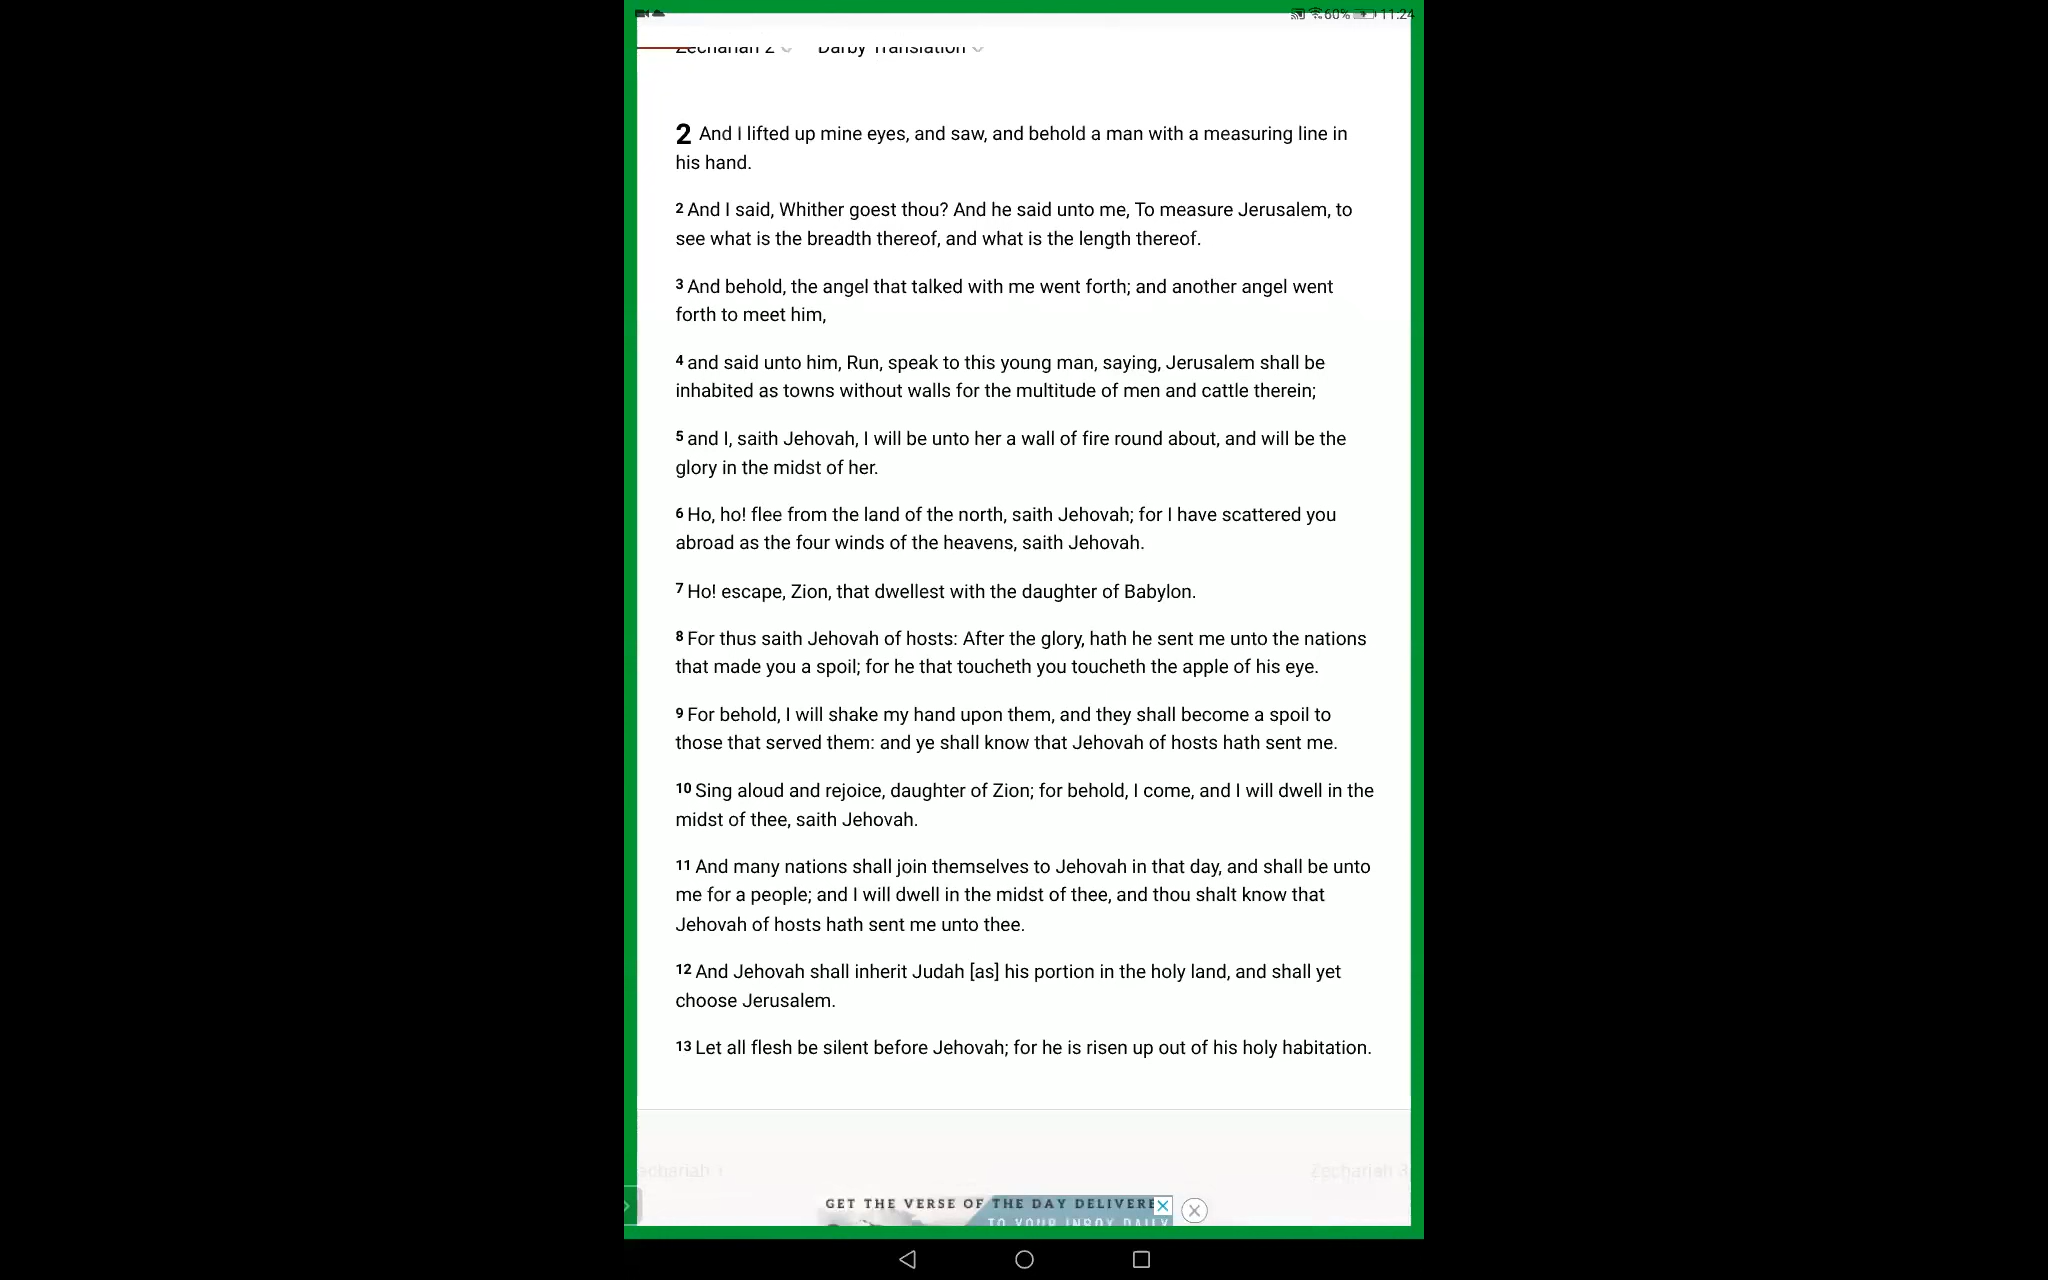 60% 11:24
Zechariah 2 Darby Translation
2 And I lifted up mine eyes, and saw, and behold a man with a measuring line in
his hand.
2 And I said, Whither goest thou? And he said unto me, To measure Jerusalem, to
see what is the breadth thereof, and what is the length thereof.
3 And behold, the angel that talked with me went forth; and another angel went
forth to meet him,
4 and said unto him, Run, speak to this young man, saying, Jerusalem shall be
inhabited as towns without walls for the multitude of men and cattle therein;
5 and I, saith Jehovah, I will be unto her a wall of fire round about, and will be the
glory in the midst of her.
6 Ho, ho! flee from the land of the north, saith Jehovah; for I have scattered you
abroad as the four winds of the heavens, saith Jehovah.
7 Ho! escape, Zion, that dwellest with the daughter of Babylon.
8 For thus saith Jehovah of hosts: After the glory, hath he sent me unto the nations
that made you a spoil; for he that toucheth you toucheth the apple of his eye.
9 For behold, I will shake my hand upon them, and they shall become a spoil to
those that served them: and ye shall know that Jehovah of hosts hath sent me.
10 Sing aloud and rejoice, daughter of Zion; for behold, I come, and I will dwell in the
midst of thee, saith Jehovah.
11 And many nations shall join themselves to Jehovah in that day, and shall be unto
me for a people; and I will dwell in the midst of thee, and thou shalt know that
Jehovah of hosts hath sent me unto thee.
12 And Jehovah shall inherit Judah [as] his portion in the holy land, and shall yet
choose Jerusalem.
13 Let all flesh be silent before Jehovah; for he is risen up out of his holy habitation.
achariah 1 Zechariah 3
GET THE VERSE OF THE DAY DELIVERE
TO YOUR INBOX DAILY